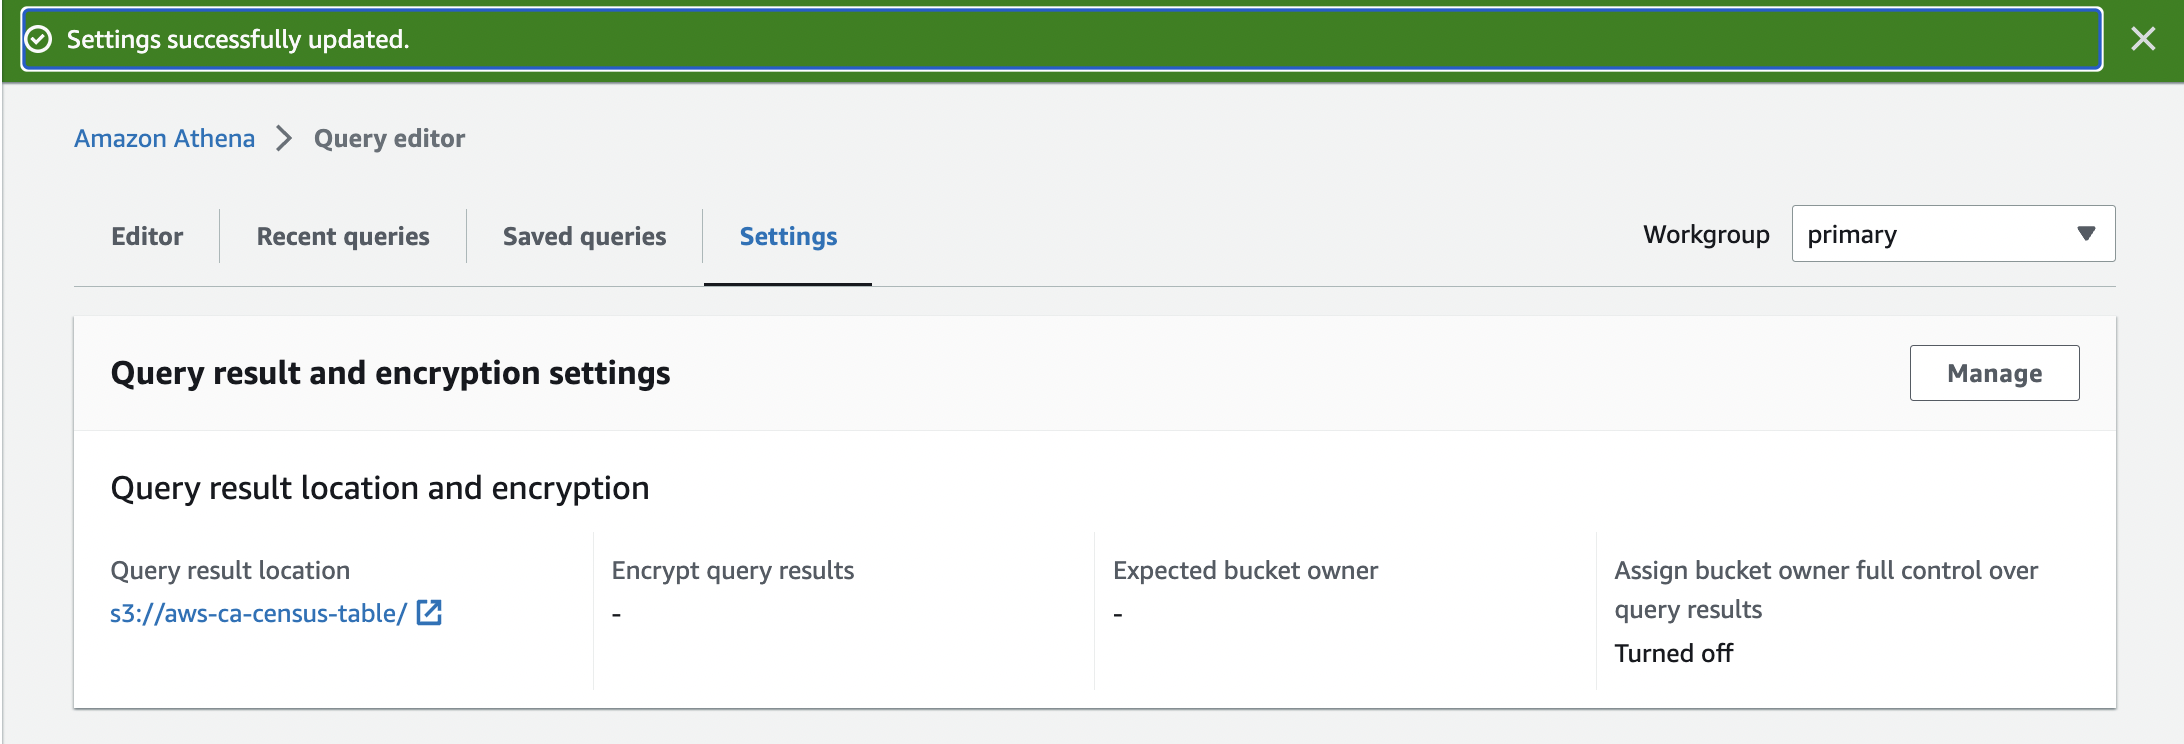 Settings successfully updated.
Amazon Athena
Query editor
Editor
Recent queries
Saved queries
Settings
Workgroup
primary
Query result and encryption settings
Manage
Query result location and encryption
Query result location
s3://aws-ca-census-table/
Encrypt query results
-
Expected bucket owner
-
Assign bucket owner full control over
query results
Turned off